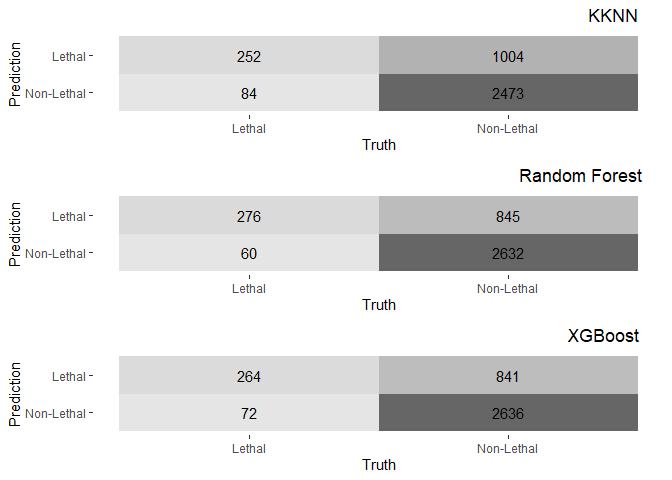 KKNN
Prediction
Lethal
252
1004
Non-Lethal
84
2473
Lethal
Non-Lethal
Truth
Random Forest
Prediction
Lethal
276
845
Non-Lethal
60
2632
Lethal
Non-Lethal
Truth
XGBoost
Prediction
Lethal
264
841
Non-Lethal
72
2636
Lethal
Non-Lethal
Truth